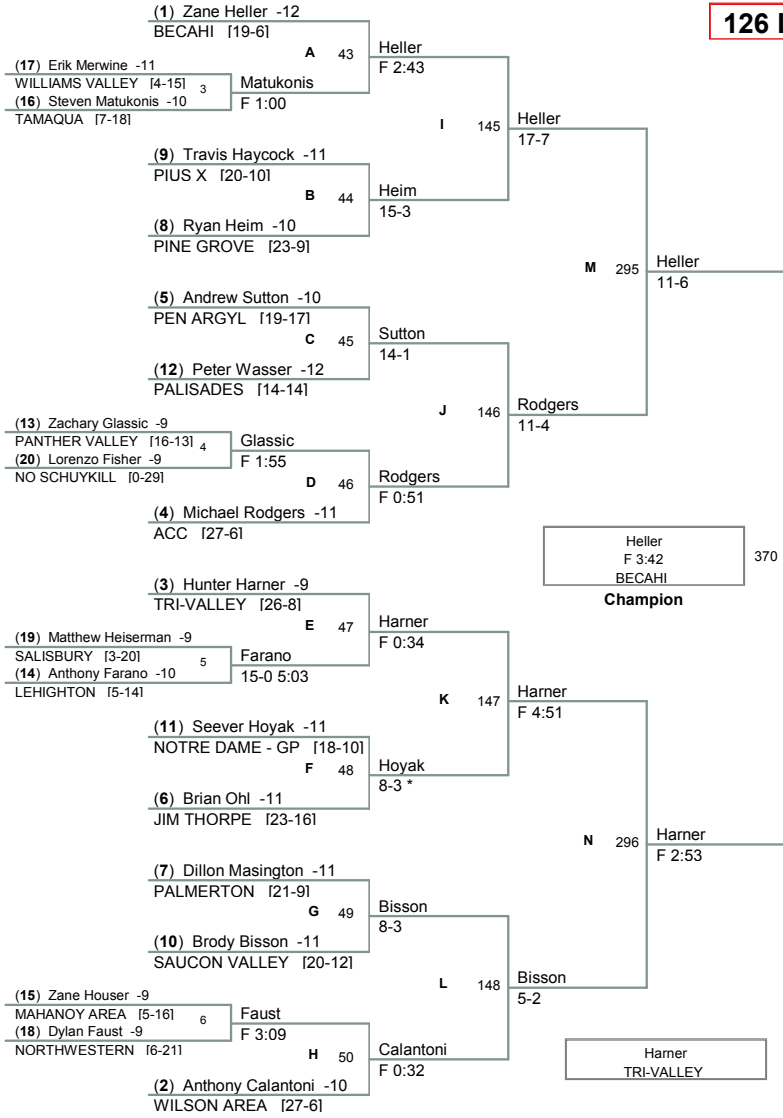 (1) Zane Heller -12
126
BECAHI [19-6]
A 43
Heller
F 2:43
(17) Erik Merwine -11
WILLIAMS VALLEY [4-15]
3
Matukonis
F 1:00
(16) Steven Matukonis -10
TAMAQUA [7-18]
I 145
Heller
17-7
(9) Travis Haycock -11
PIUS X [20-10]
B 44
Heim
15-3
(8) Ryan Heim -10
PINE GROVE [23-9]
M 295
Heller
11-6
(5) Andrew Sutton -10
PEN ARGYL [19-17]
C 45
Sutton
14-1
(12) Peter Wasser -12
PALISADES [14-14]
J 146
Rodgers
11-4
(13) Zachary Glassic -9
PANTHER VALLEY [16-13]
4
Glassic
F 1:55
(20) Lorenzo Fisher -9
NO SCHUYKILL [0-29]
D 46
Rodgers
F 0:51
(4) Michael Rodgers -11
ACC [27-6]
Heller
F 3:42
BECAHI
370
Champion
(3) Hunter Harner -9
TRI-VALLEY [26-8]
E 47
Harner
F 0:34
(19) Matthew Heiserman -9
SALISBURY [3-20]
5
Farano
15-0 5:03
(14) Anthony Farano -10
LEHIGHTON [5-14]
K 147
Harner
F 4:51
(11) Seever Hoyak -11
NOTRE DAME - GP [18-10]
F 48
Hoyak
8-3 *
(6) Brian Ohl -11
JIM THORPE [23-16]
N 296
Harner
F 2:53
(7) Dillon Masington -11
PALMERTON [21-9]
G 49
Bisson
8-3
(10) Brody Bisson -11
SAUCON VALLEY [20-12]
L 148
Bisson
5-2
(15) Zane Houser -9
MAHANOY AREA [5-16]
6
Faust
F 3:09
(18) Dylan Faust -9
NORTHWESTERN [6-21]
H 50
Calantoni
F 0:32
(2) Anthony Calantoni -10
WILSON AREA [27-6]
Harner
TRI-VALLEY